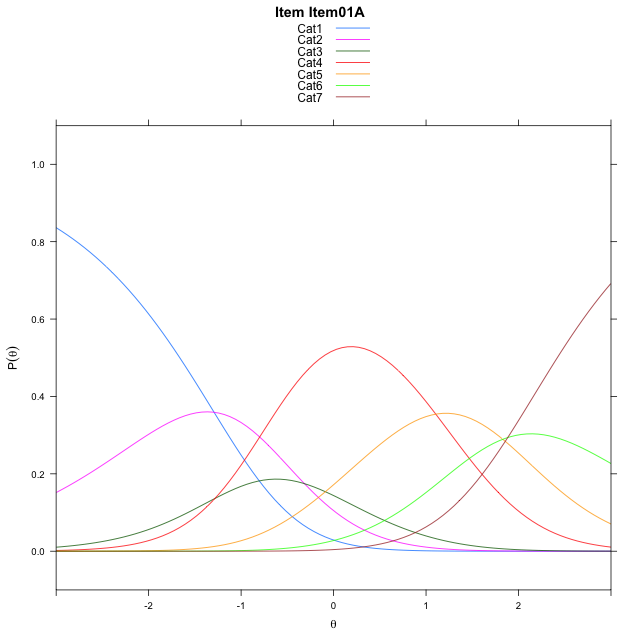 Item Item01A
Cat1
Cat2
Cat3
Cat4
Cat5
Cat6
Cat7
1.0
0.8
0.6
0.4
0.2
0.0
P(θ)
-2 -1 0 1 2
θ